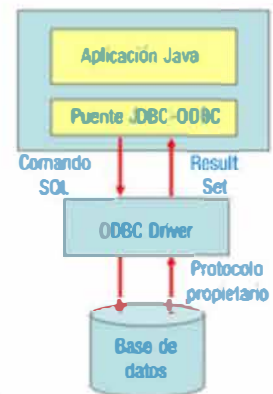 Aplicación Java
Puente JDBC-ODBC
Comando
SQL
Result
Set
ODBC Driver
Protocolo
propietario
Base de
datos